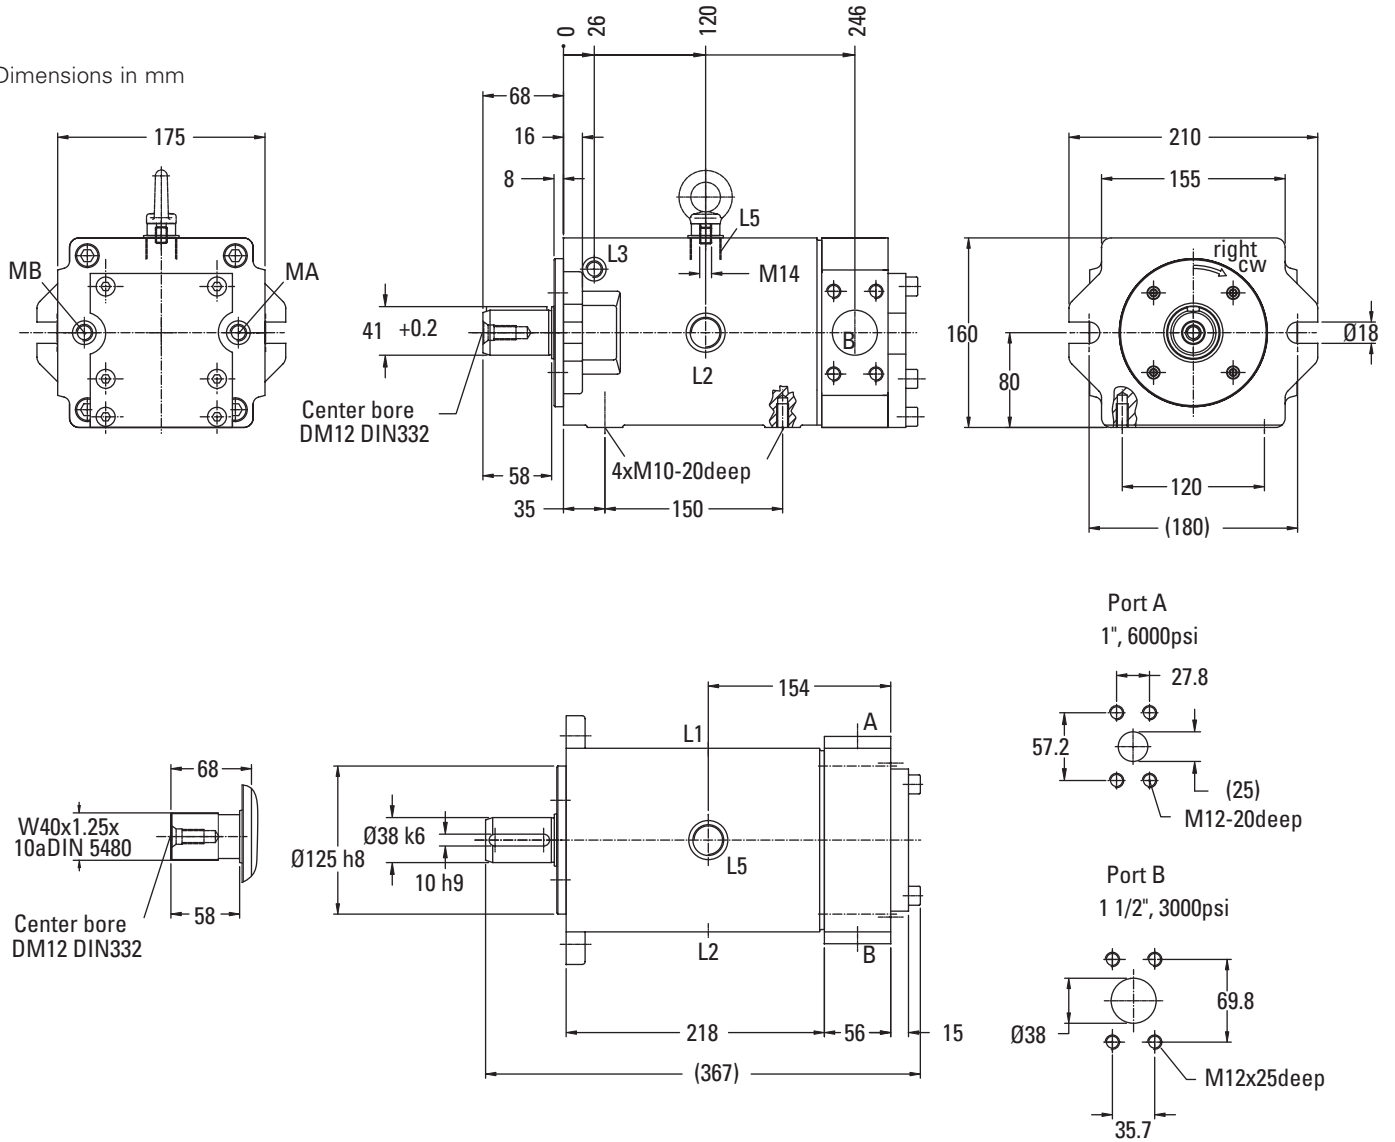 0
26
120
246
Dimensions in mm
68
175
16
210
8
155
L5
right
cw
MB
MA
L3
M14
41 +0.2
B
160
Ø18
L2
80
Center bore
DM12 DIN332
58
4xM10-20deep
120
35
150
(180)
Port A
1", 6000psi
27.8
154
A
L1
57.2
68
(25)
M12-20deep
W40x1.25x
10aDIN 5480
Ø38 k6
Ø125 h8
10 h9
L5
Port B
1 1/2", 3000psi
58
Center bore
DM12 DIN332
L2
B
69.8
218
56
15
Ø38
(367)
M12x25deep
35.7